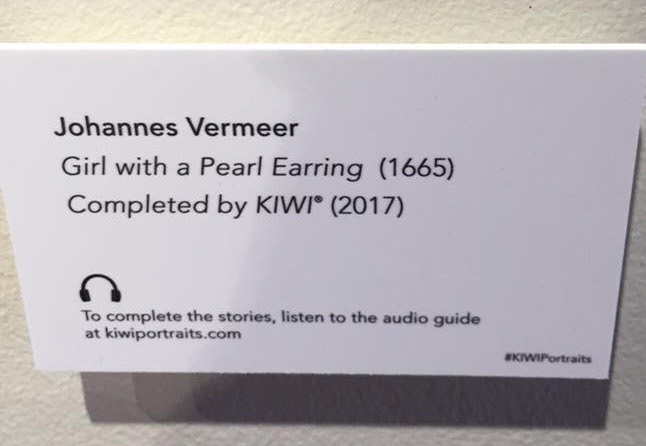 Johannes Vermeer
Girl with a Pearl Earring (1665)
Completed by KIWI® (2017)
To complete the stories, listen to the audio guide
at kiwiportraits.com
#KIWIPortraits